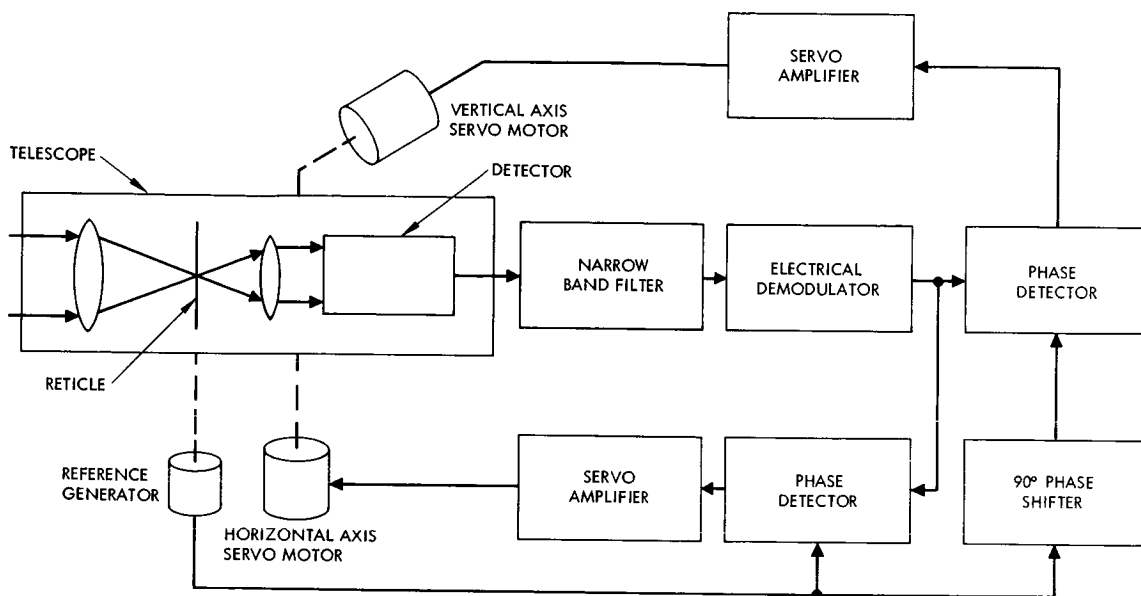 SERVO
AMPLIFIER
VERTICAL AXIS
SERVO MOTOR
TELESCOPE
DETECTOR
NARROW
BAND FILTER
ELECTRICAL
DEMODULATOR
PHASE
DETECTOR
RETICLE
REFERENCE
GENERATOR
HORIZONTAL AXIS
SERVO MOTOR
SERVO
AMPLIFIER
PHASE
DETECTOR
90° PHASE
SHIFTER